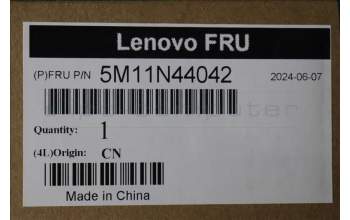 Lenovo FRU
(P)FRU P/N 5M11N44042 2024-06-07
Quantity: 1
(4L)Origin: CN
Made in China